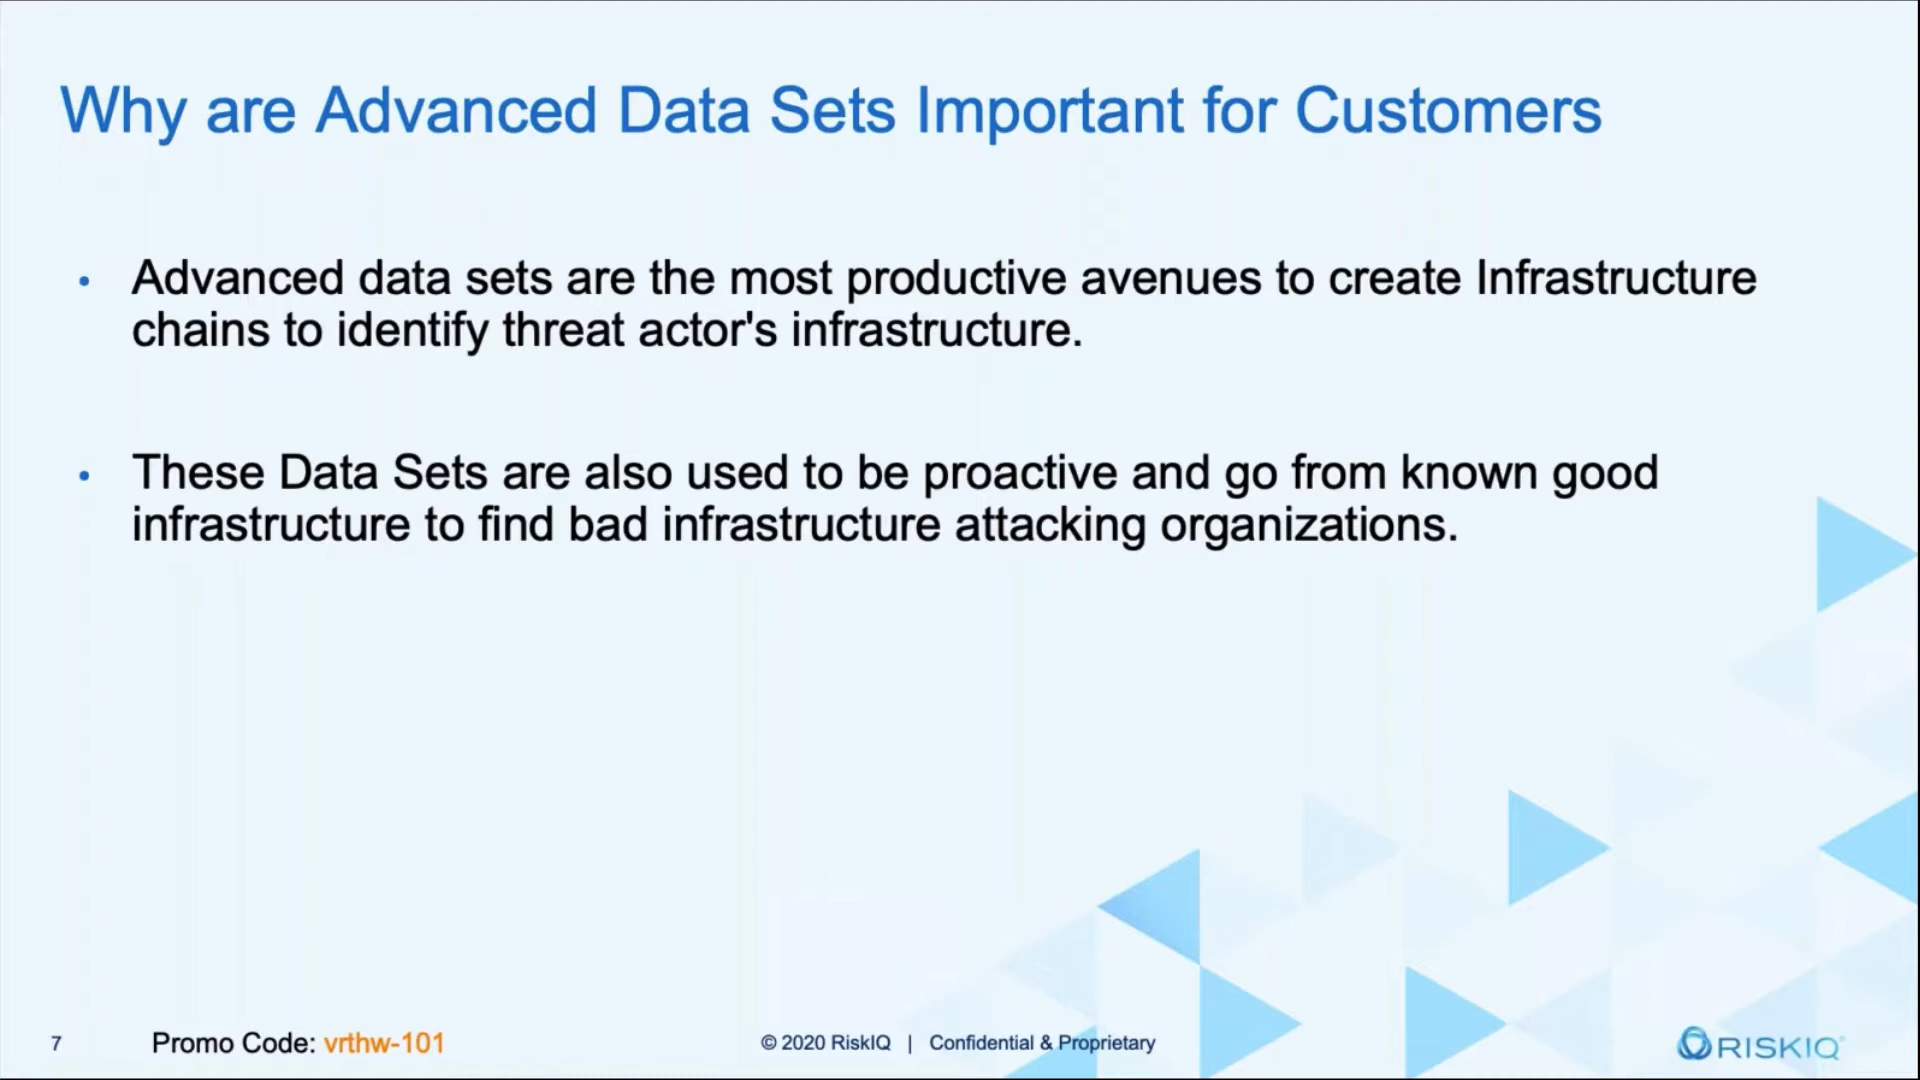 Why are Advanced Data Sets Important for Customers
• Advanced data sets are the most productive avenues to create Infrastructure
chains to identify threat actor's infrastructure.
• These Data Sets are also used to be proactive and go from known good
infrastructure to find bad infrastructure attacking organizations.
7 Promo Code: vrthw-101 © 2020 RiskIQ | Confidential & Proprietary RISKIQ